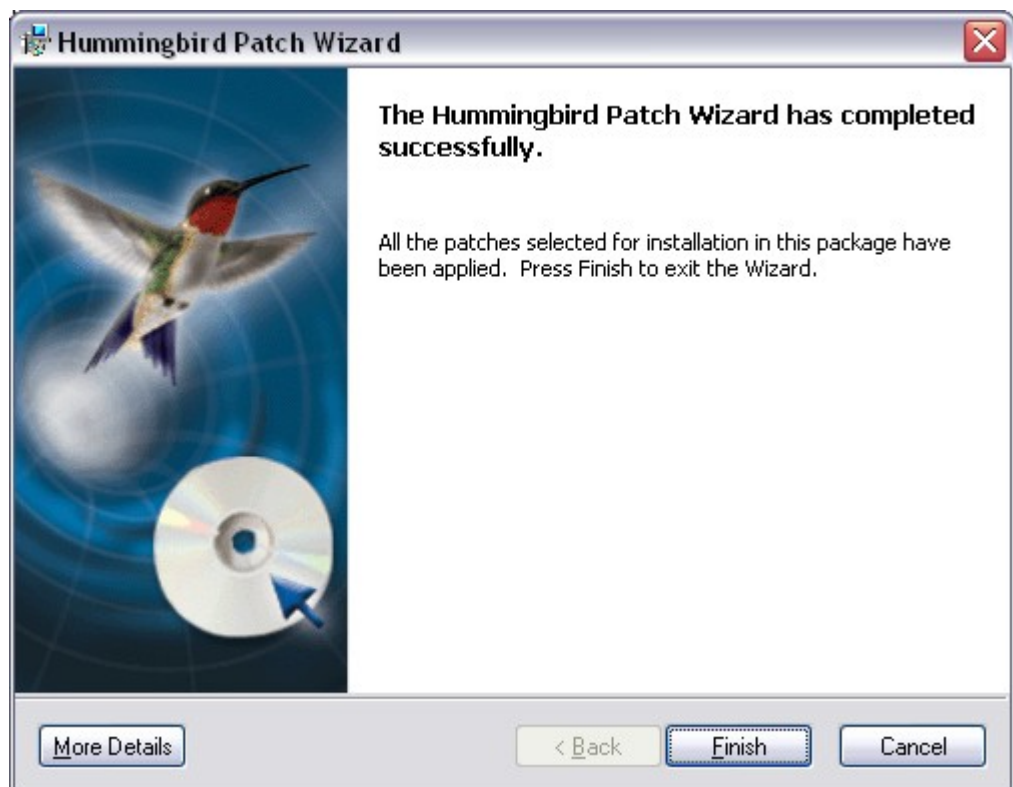 Hummingbird Patch Wizard
The Hummingbird Patch Wizard has completed
successfully.
All the patches selected for installation in this package have
been applied.  Press Finish to exit the Wizard.
More Details
< Back
Finish
Cancel